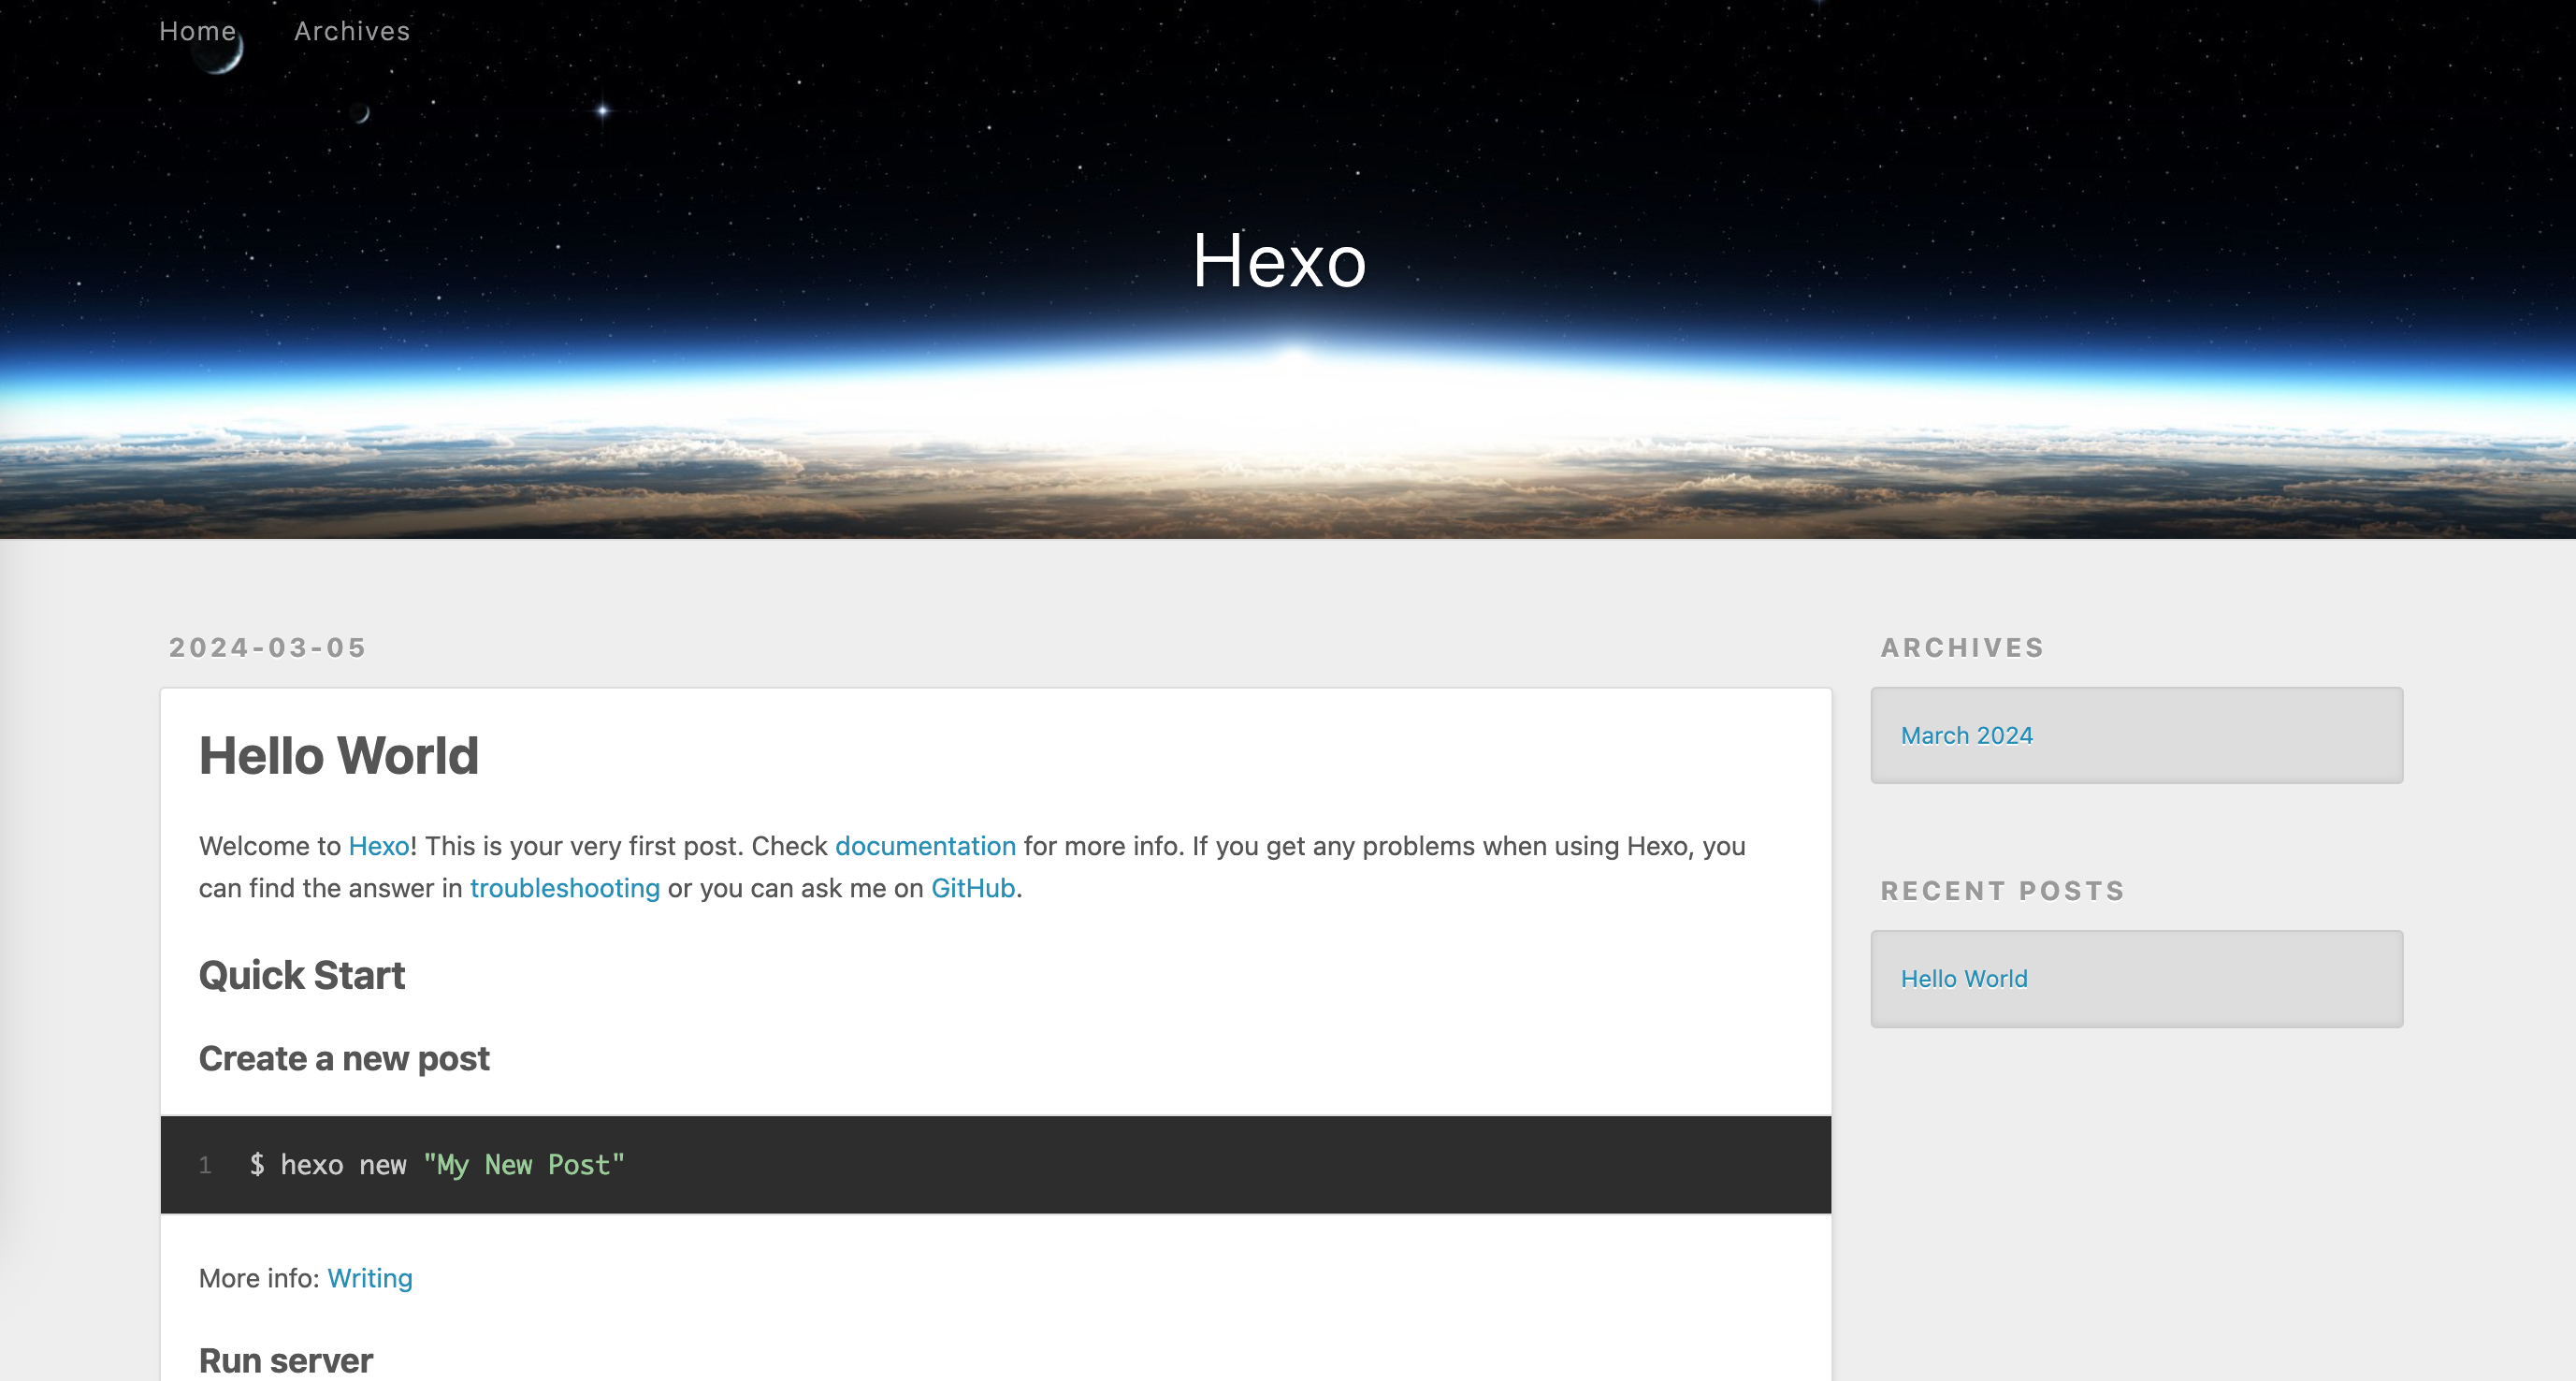 Home Archives
Hexo
2024-03-05
Hello World
Welcome to Hexo! This is your very first post. Check documentation for more info. If you get any problems when using Hexo, you
can find the answer in troubleshooting or you can ask me on GitHub.
Quick Start
Create a new post
1 $ hexo new "My New Post"
More info: Writing
Run server
ARCHIVES
March 2024
RECENT POSTS
Hello World